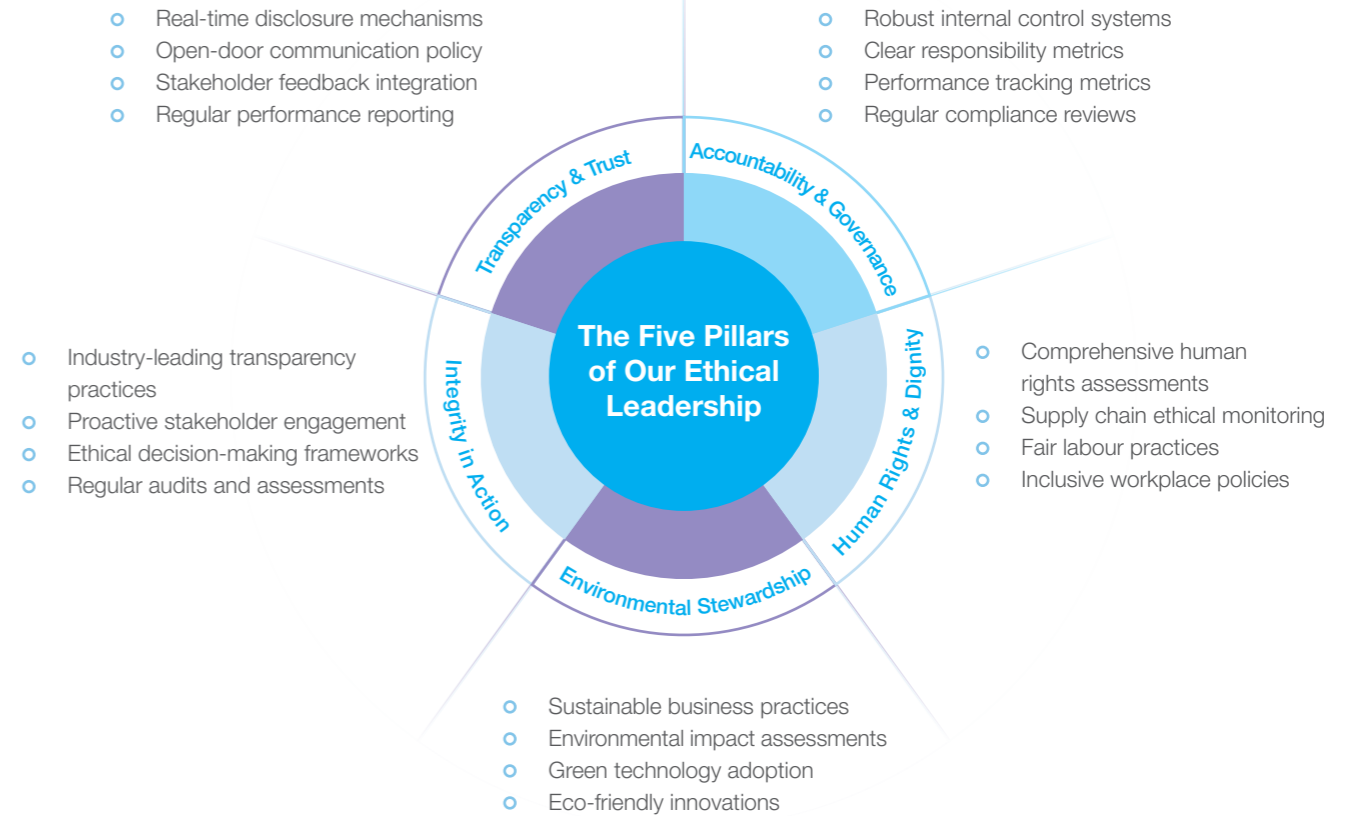 Real-time disclosure mechanisms
Open-door communication policy
Stakeholder feedback integration
Regular performance reporting
Robust internal control systems
Clear responsibility metrics
Performance tracking metrics
Regular compliance reviews
Transparency & Trust
Accountability & Governance
The Five Pillars
of Our Ethical
Leadership
Integrity in Action
Human Rights & Dignity
Environmental Stewardship
Industry-leading transparency
practices
Proactive stakeholder engagement
Ethical decision-making frameworks
Regular audits and assessments
Comprehensive human
rights assessments
Supply chain ethical monitoring
Fair labour practices
Inclusive workplace policies
Sustainable business practices
Environmental impact assessments
Green technology adoption
Eco-friendly innovations